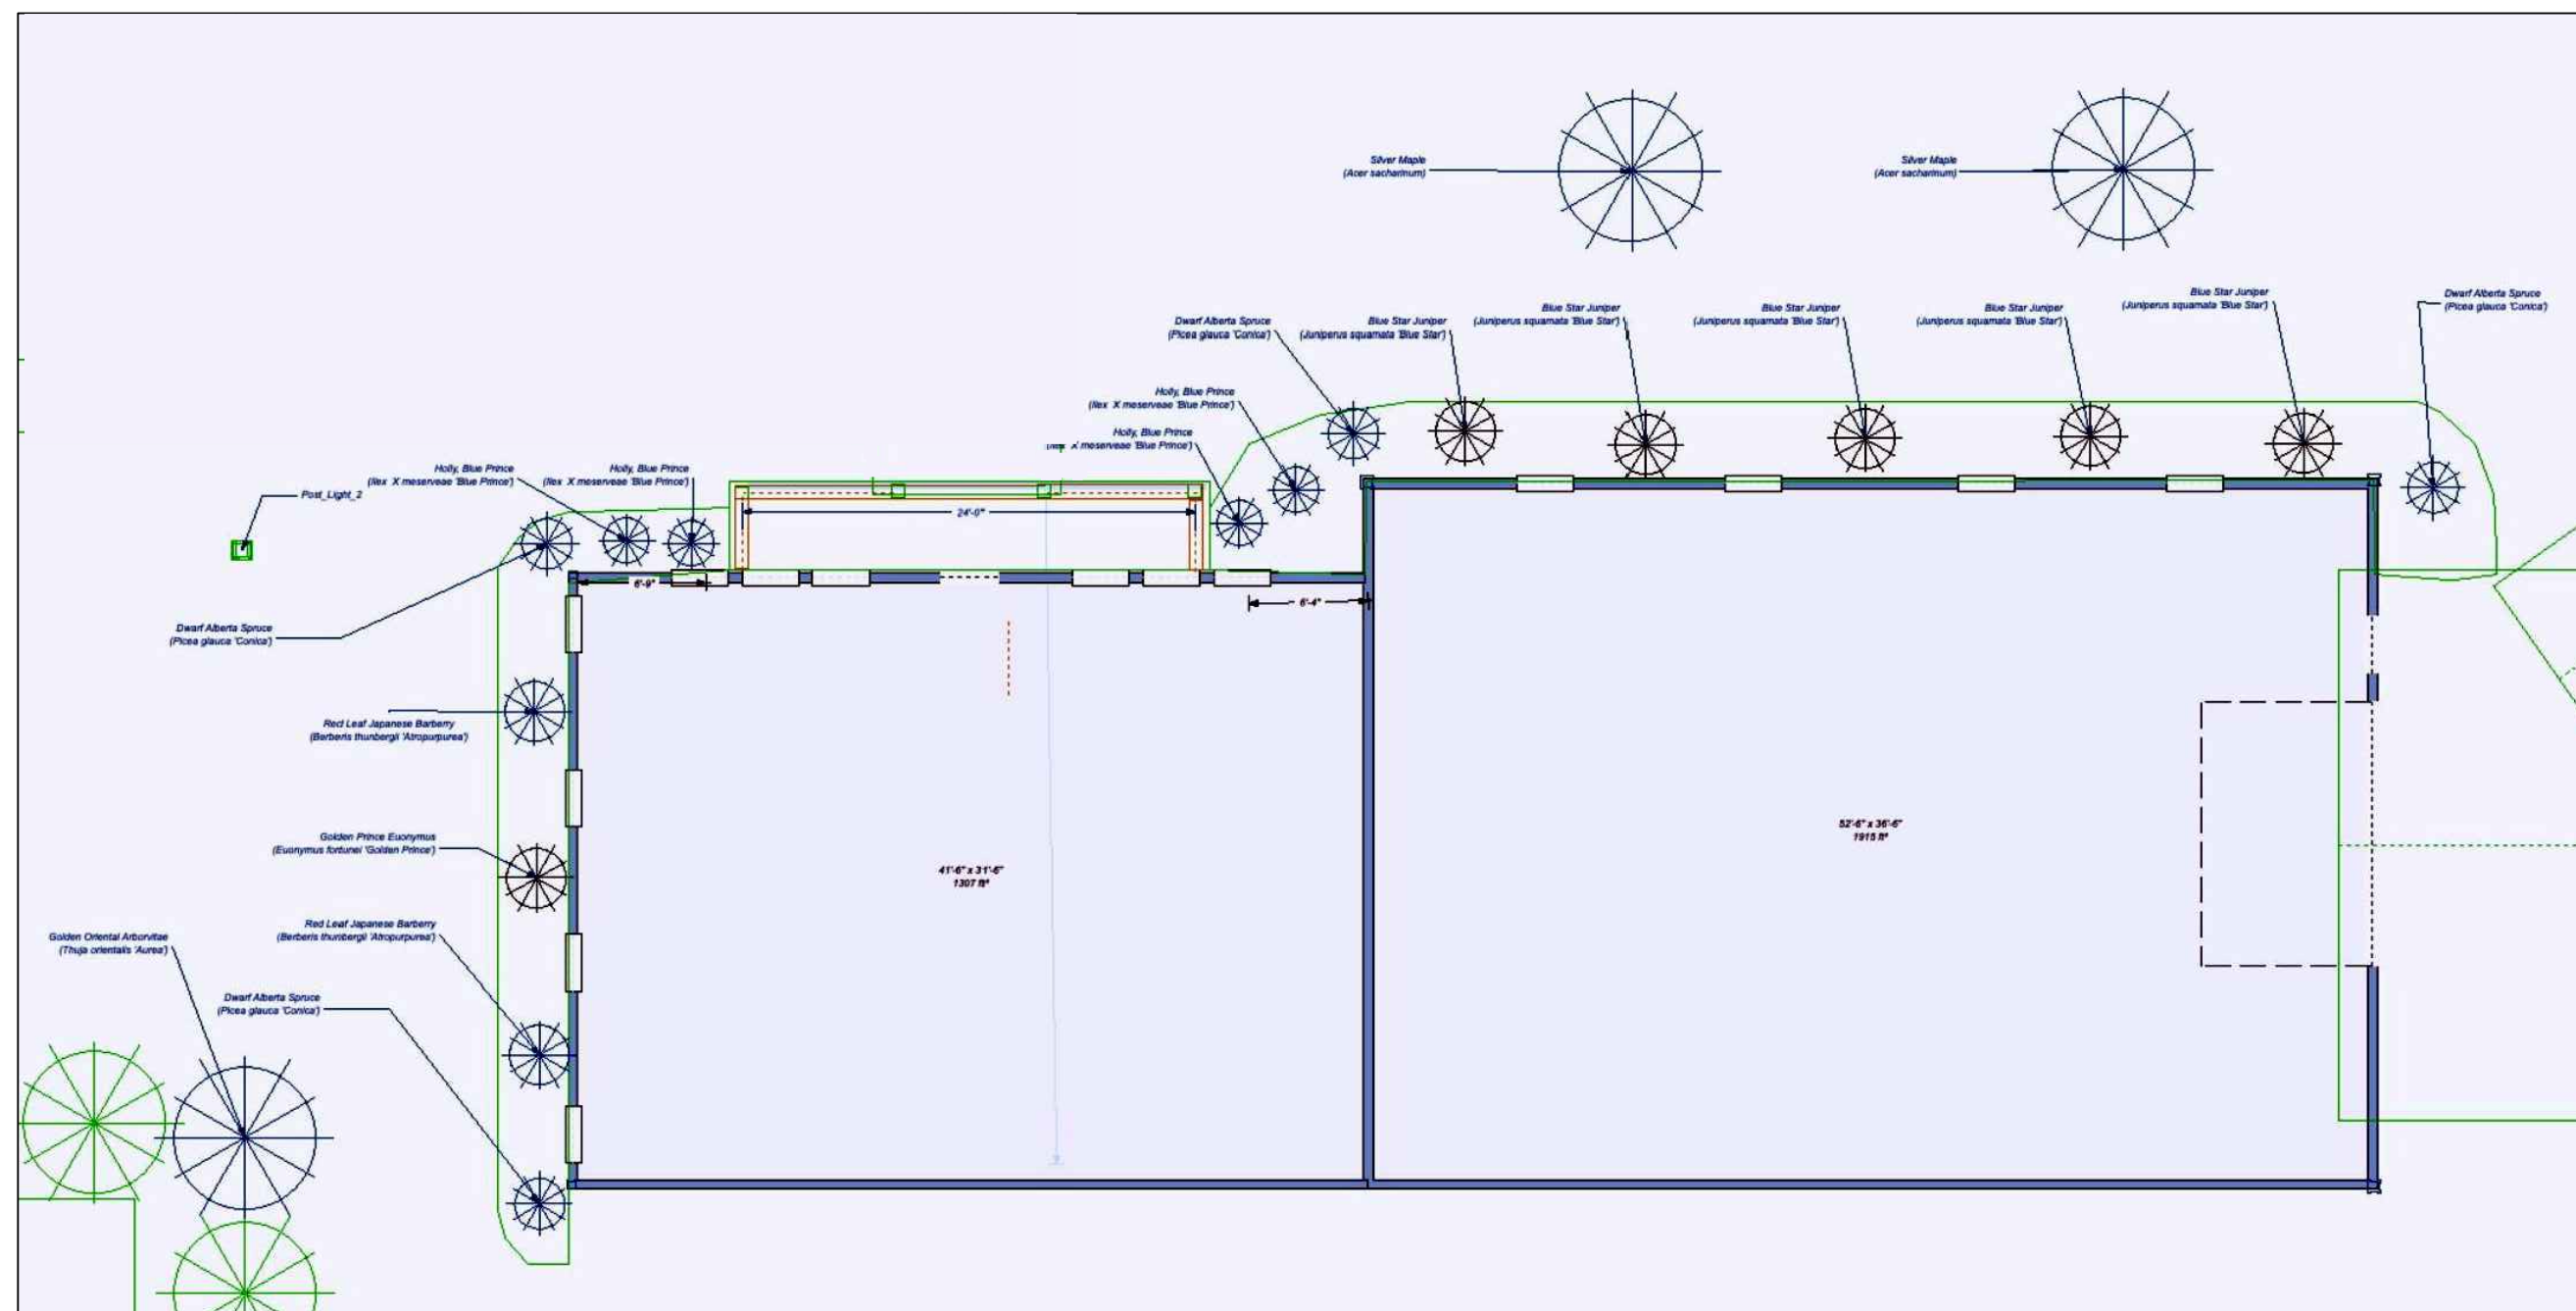 Silver Maple
(Acer sacharinum)
Silver Maple
(Acer sacharinum)
Blue Star Juniper
(Juniperus squamata 'Blue Star')
Dwarf Alberta Spruce
(Picea glauca 'Conica')
Blue Star Juniper
(Juniperus squamata 'Blue Star')
Blue Star Juniper
(Juniperus squamata 'Blue Star')
Blue Star Juniper
(Juniperus squamata 'Blue Star')
Dwarf Alberta Spruce
(Picea glauca 'Conica')
Blue Star Juniper
(Juniperus squamata 'Blue Star')
Holly, Blue Prince
(Ilex X meserveae 'Blue Prince')
Holly, Blue Prince
X meserveae 'Blue Prince')
Holly, Blue Prince
(Ilex X meserveae 'Blue Prince')
Holly, Blue Prince
(Ilex X meserveae 'Blue Prince')
Post_Light_2
24'-0"
6'-9"
6'-4"
Dwarf Alberta Spruce
(Picea glauca 'Conica')
Red Leaf Japanese Barberry
(Berberis thunbergii 'Atropurpurea')
Golden Prince Euonymus
(Euonymus fortunei 'Golden Prince')
52'-6" x 36'-6"
1915 ft²
41'-6" x 31'-6"
1307 ft²
Red Leaf Japanese Barberry
(Berberis thunbergii 'Atropurpurea')
Golden Oriental Arborvitae
(Thuja orientalis 'Aurea')
Dwarf Alberta Spruce
(Picea glauca 'Conica')